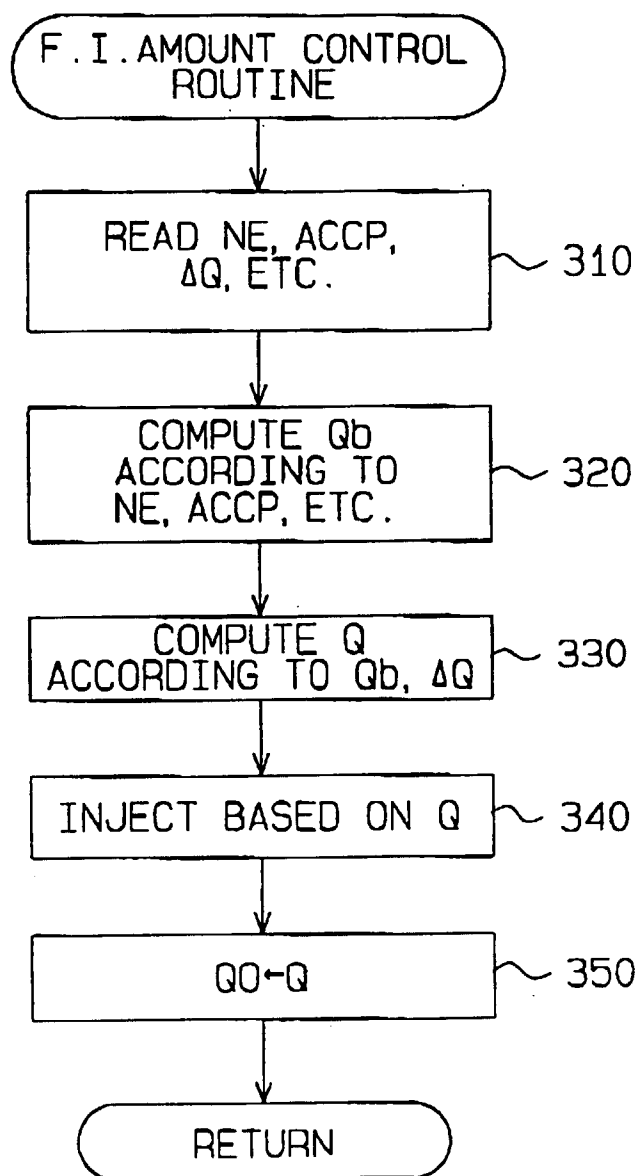 F.I.AMOUNT CONTROL
ROUTINE
READ NE, ACCP,
ΔQ, ETC.
310
COMPUTE Qb
ACCORDING TO
NE, ACCP, ETC.
320
COMPUTE Q
ACCORDING TO Qb, ΔQ
330
INJECT BASED ON Q
340
QO←Q
350
RETURN